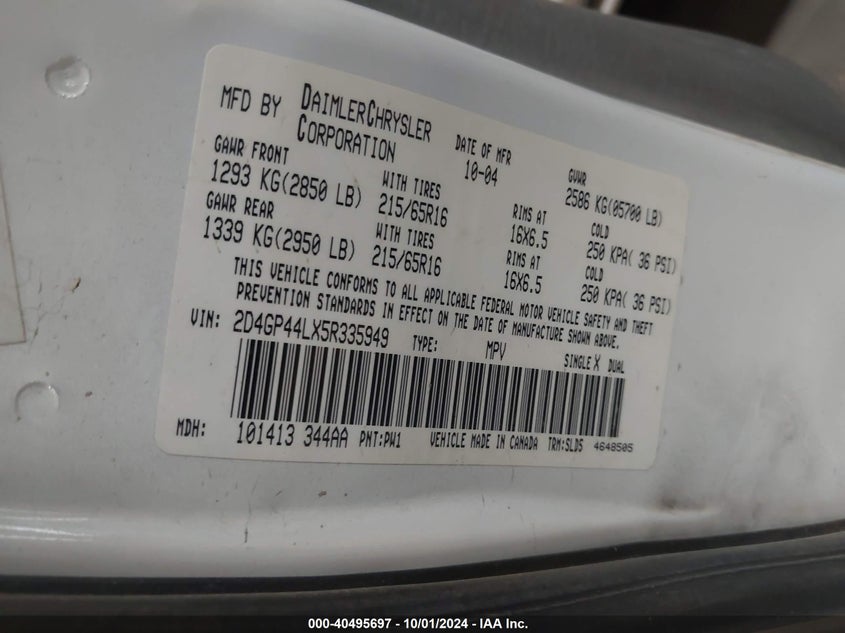 MFD BY DAIMLERCHRYSLER CORPORATION
DATE OF MFR 10-04
GVWR 2586 KG(05700 LB)
GAWR FRONT 1293 KG(2850 LB) WITH TIRES 215/65R16 RIMS AT 16X6.5 COLD 250 KPA( 36 PSI)
GAWR REAR 1339 KG(2950 LB) WITH TIRES 215/65R16 RIMS AT 16X6.5 COLD 250 KPA( 36 PSI)
THIS VEHICLE CONFORMS TO ALL APPLICABLE FEDERAL MOTOR VEHICLE SAFETY AND THEFT
PREVENTION STANDARDS IN EFFECT ON THE DATE OF MANUFACTURE SHOWN ABOVE.
VIN: 2D4GP44LX5R335949 TYPE: MPV SINGLE X DUAL
MDH: 101413 344AA PNT:PW1 VEHICLE MADE IN CANADA TRM:SLD5 4648505
000-40495697 - 10/01/2024 - IAA Inc.